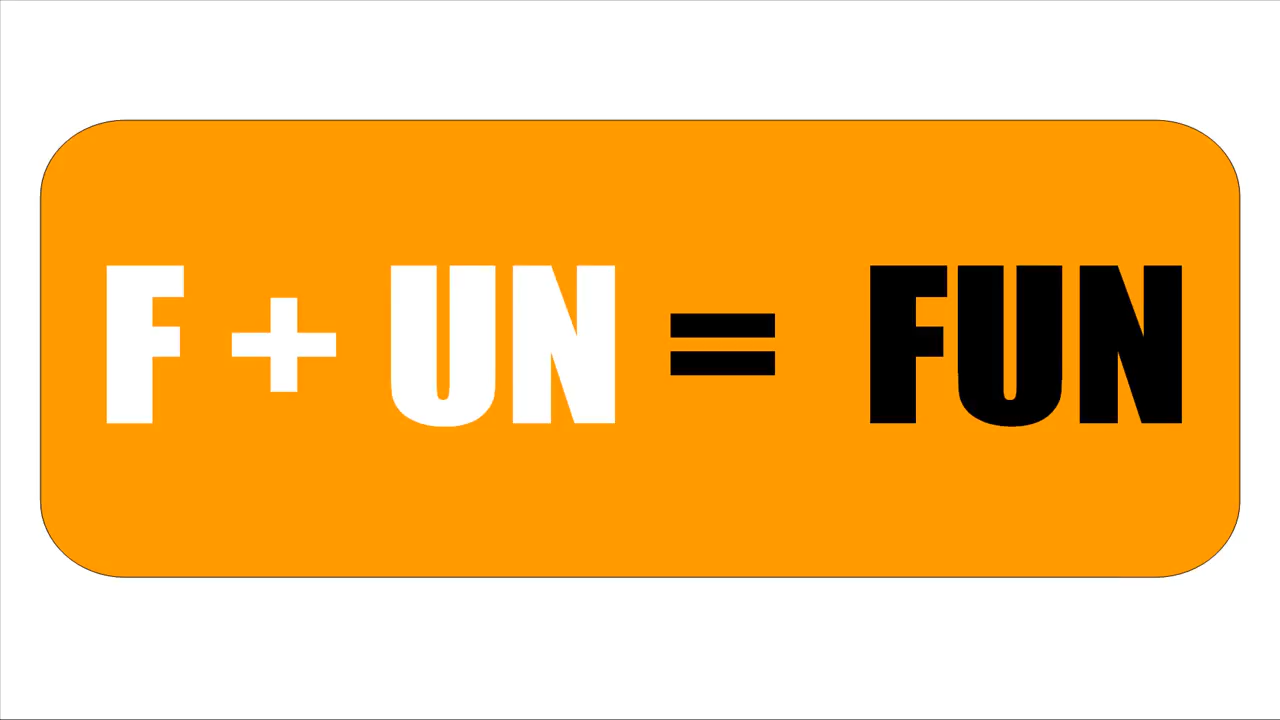 F + UN = FUN